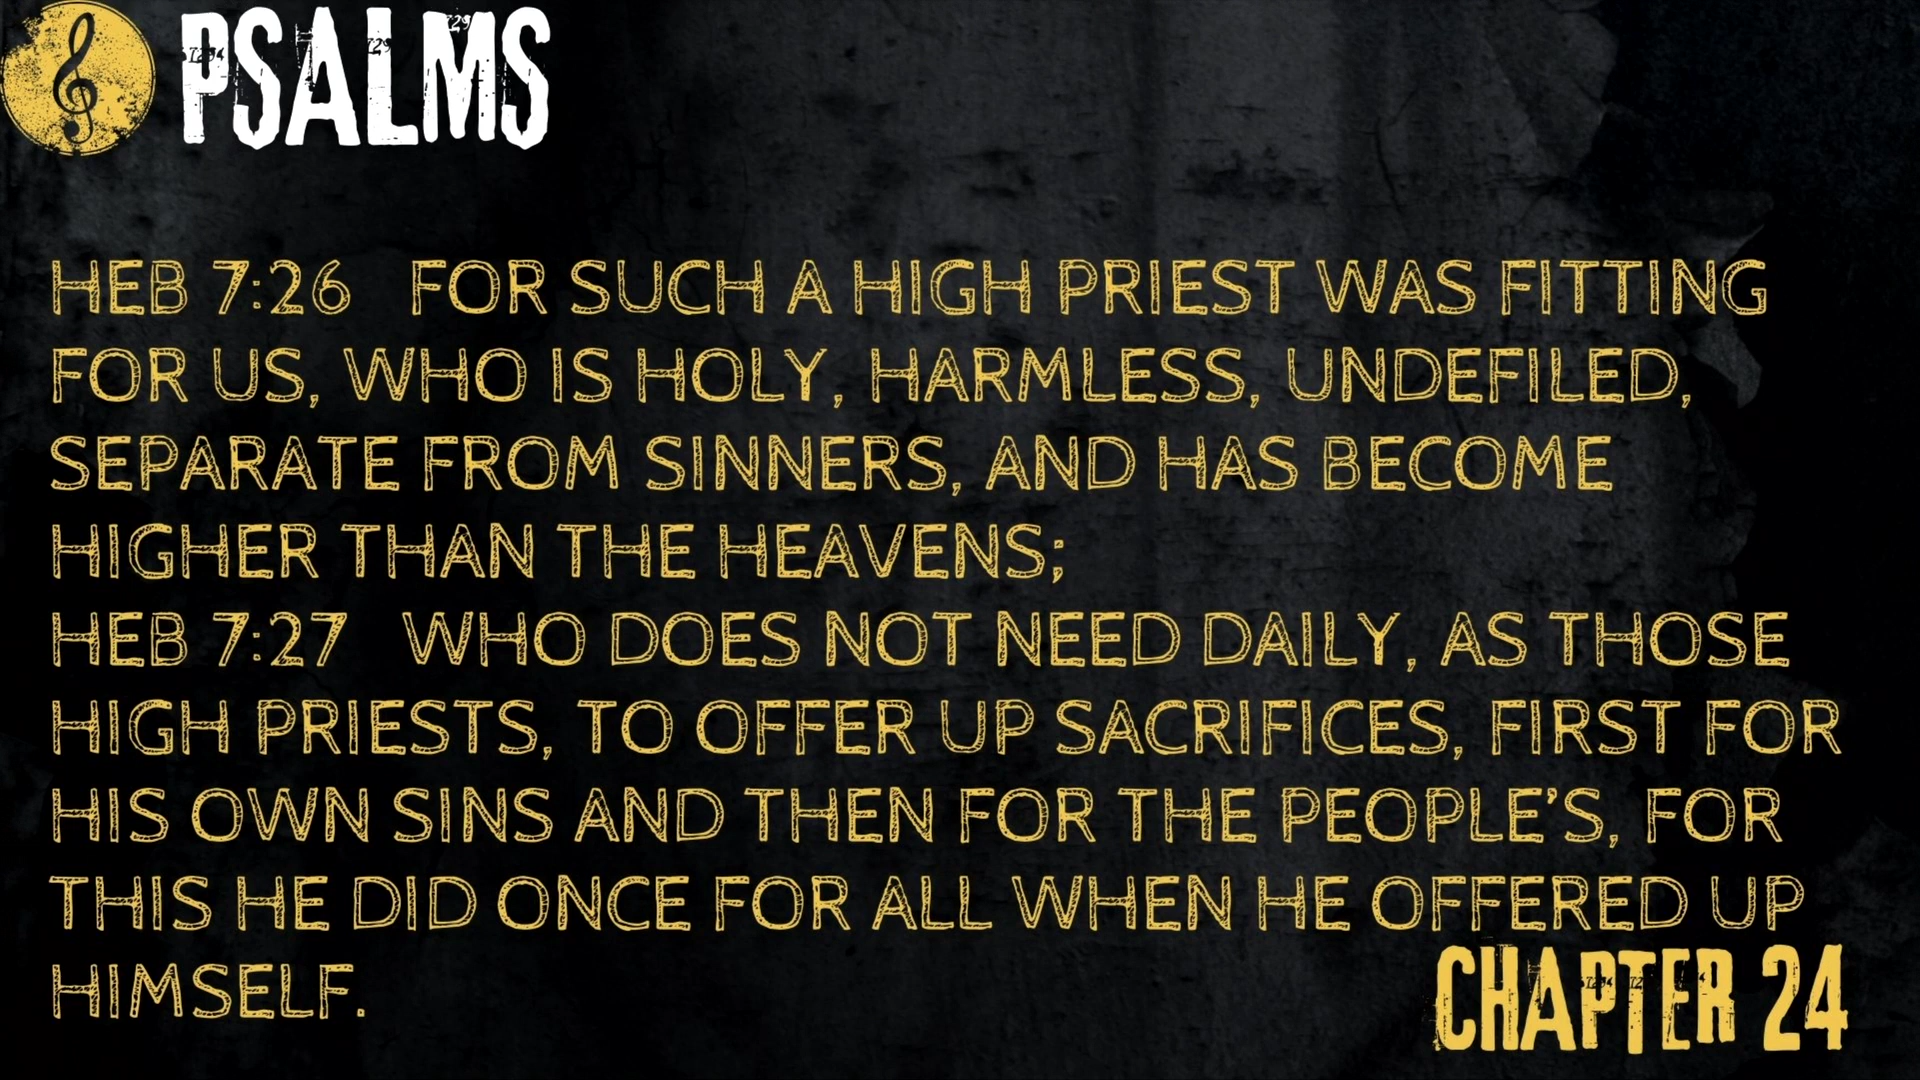 PSALMS
HEB 7:26 FOR SUCH A HIGH PRIEST WAS FITTING
FOR US, WHO IS HOLY, HARMLESS, UNDEFILED,
SEPARATE FROM SINNERS, AND HAS BECOME
HIGHER THAN THE HEAVENS;
HEB 7:27 WHO DOES NOT NEED DAILY, AS THOSE
HIGH PRIESTS, TO OFFER UP SACRIFICES, FIRST FOR
HIS OWN SINS AND THEN FOR THE PEOPLE'S, FOR
THIS HE DID ONCE FOR ALL WHEN HE OFFERED UP
HIMSELF.
CHAPTER 24